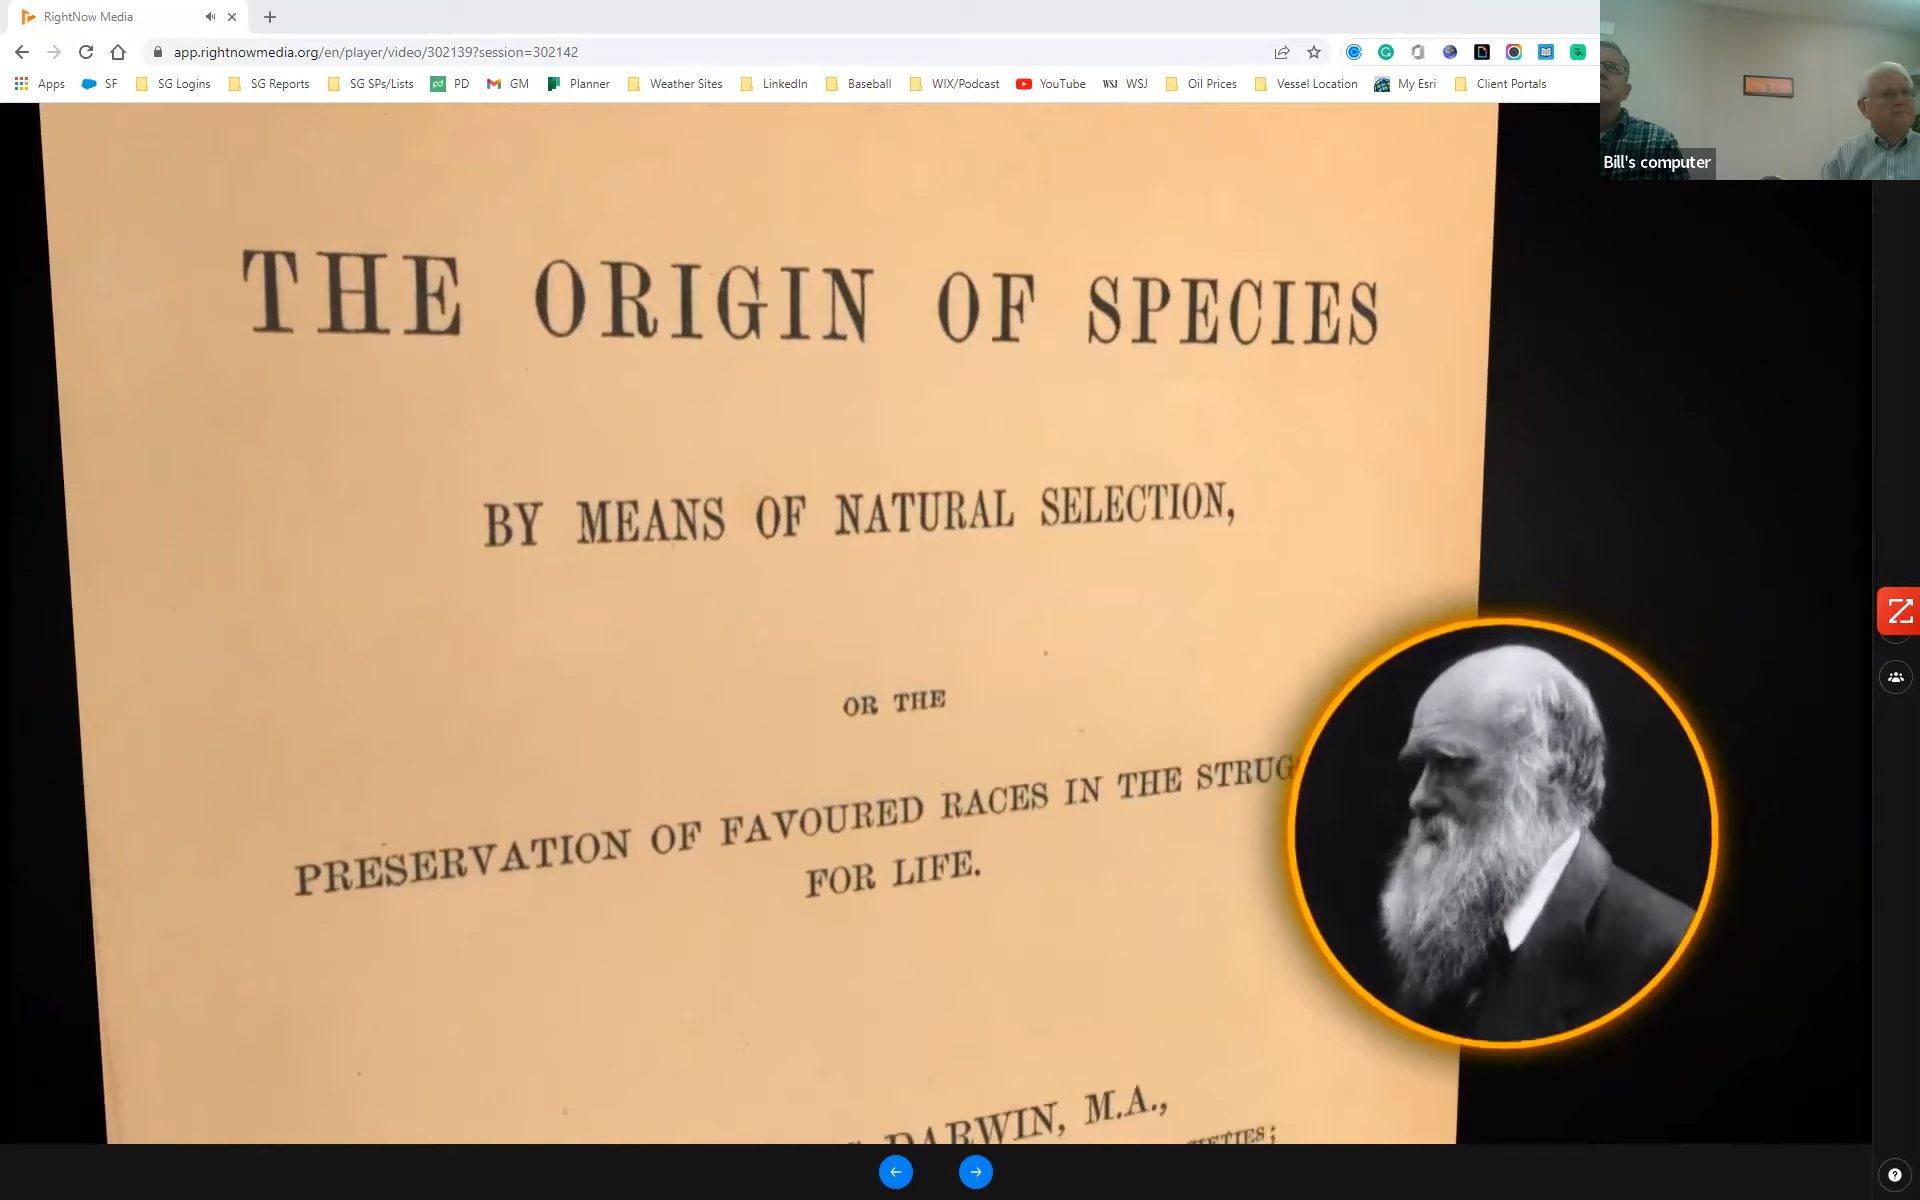 RightNow Media
app.rightnowmedia.org/en/player/video/302139?session=302142
Apps SF SG Logins SG Reports SG SPs/Lists pd PD GM Planner Weather Sites LinkedIn Baseball WIX/Podcast YouTube WSJ WSJ Oil Prices Vessel Location My Esri Client Portals
Bill's computer
THE ORIGIN OF SPECIES
BY MEANS OF NATURAL SELECTION,
OR THE
PRESERVATION OF FAVOURED RACES IN THE STRUG
FOR LIFE.
DARWIN, M.A.,